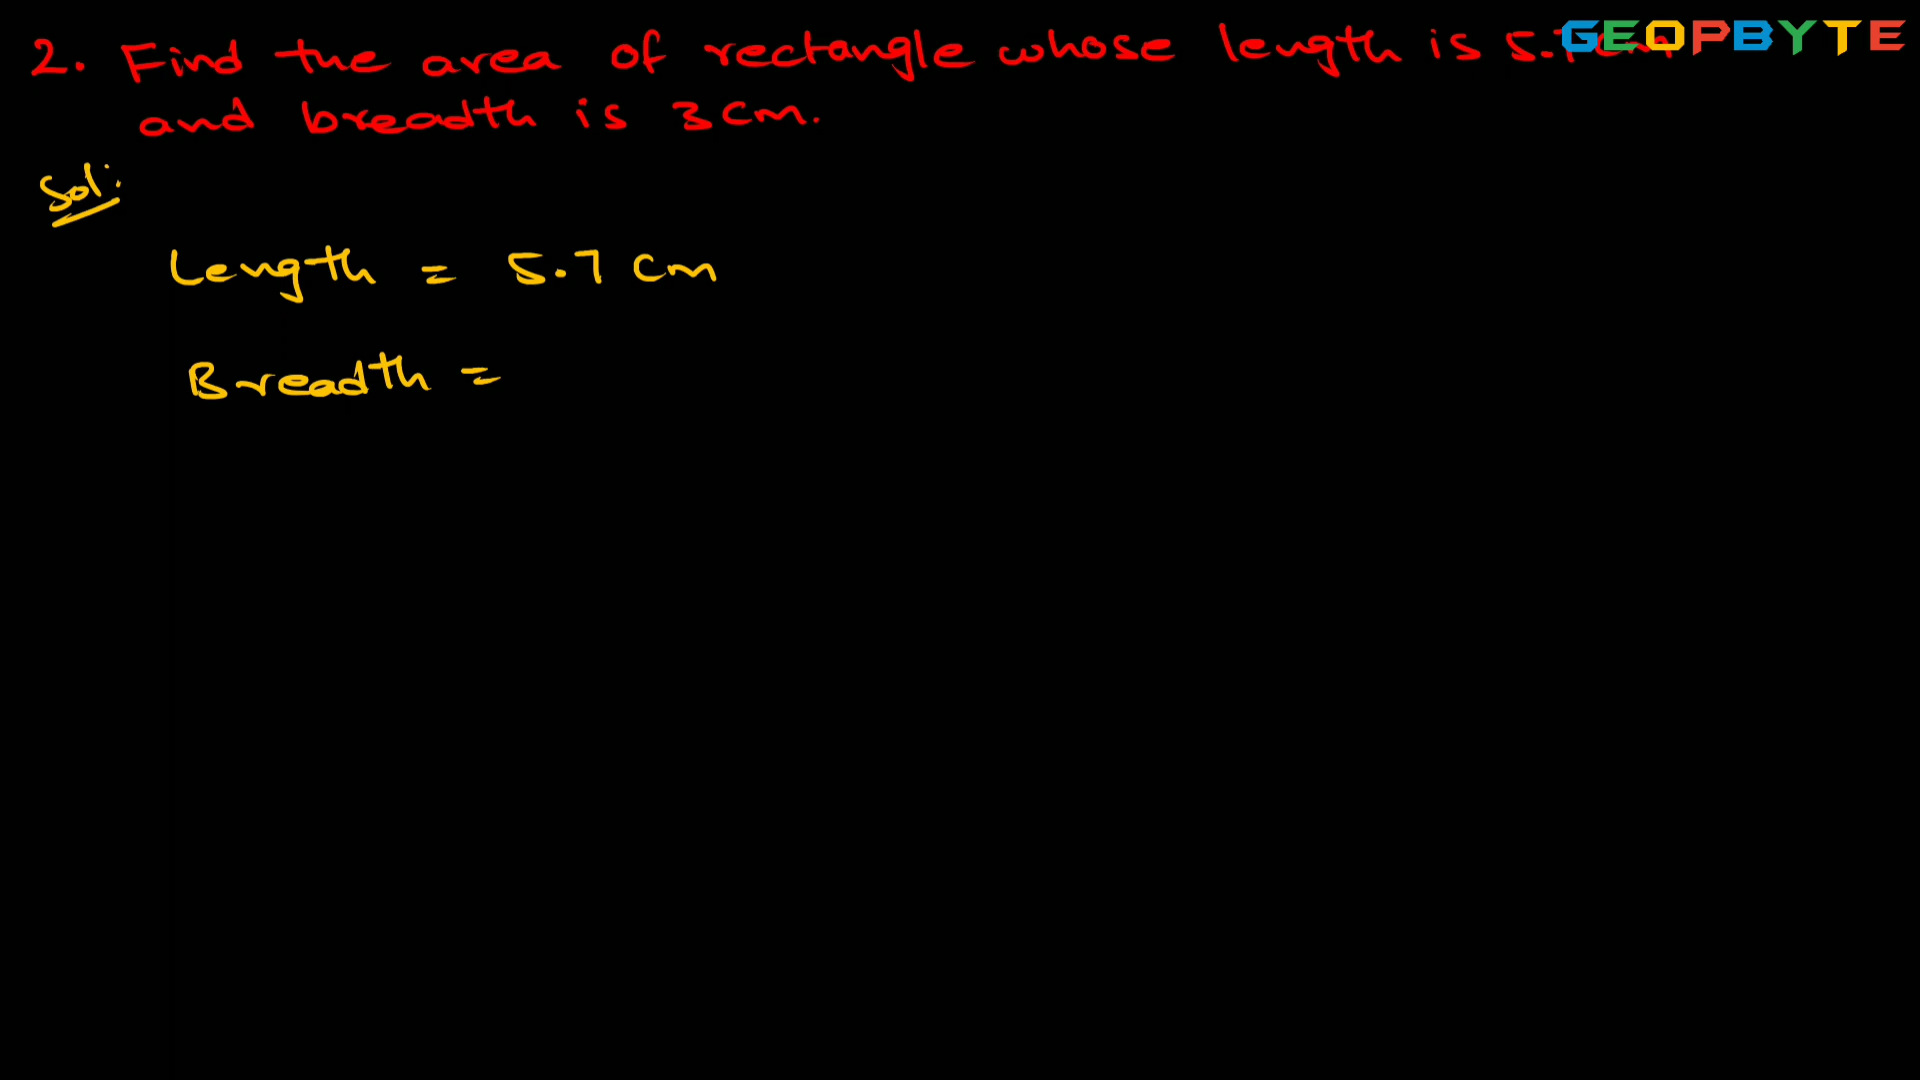 2. Find the area of rectangle whose length is 5.7cm
and breadth is 3cm.
GEOPBYTE
Sol:
Length = 5.7 cm
Breadth =